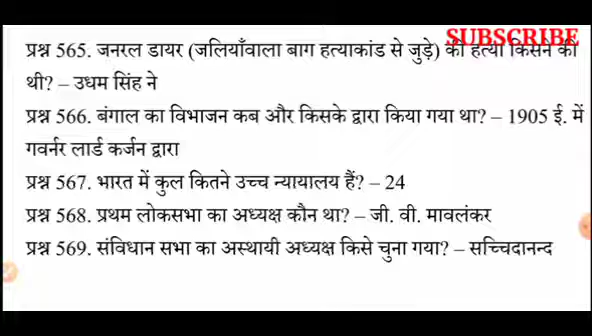 SUBSCRIBE
प्रश्न 565. जनरल डायर (जलियाँवाला बाग हत्याकांड से जुड़े) की हत्या किसने की
थी? – उधम सिंह ने
प्रश्न 566. बंगाल का विभाजन कब और किसके द्वारा किया गया था? – 1905 ई. में
गवर्नर लार्ड कर्जन द्वारा
प्रश्न 567. भारत में कुल कितने उच्च न्यायालय हैं? – 24
प्रश्न 568. प्रथम लोकसभा का अध्यक्ष कौन था? – जी. वी. मावलंकर
प्रश्न 569. संविधान सभा का अस्थायी अध्यक्ष किसे चुना गया? – सच्चिदानन्द